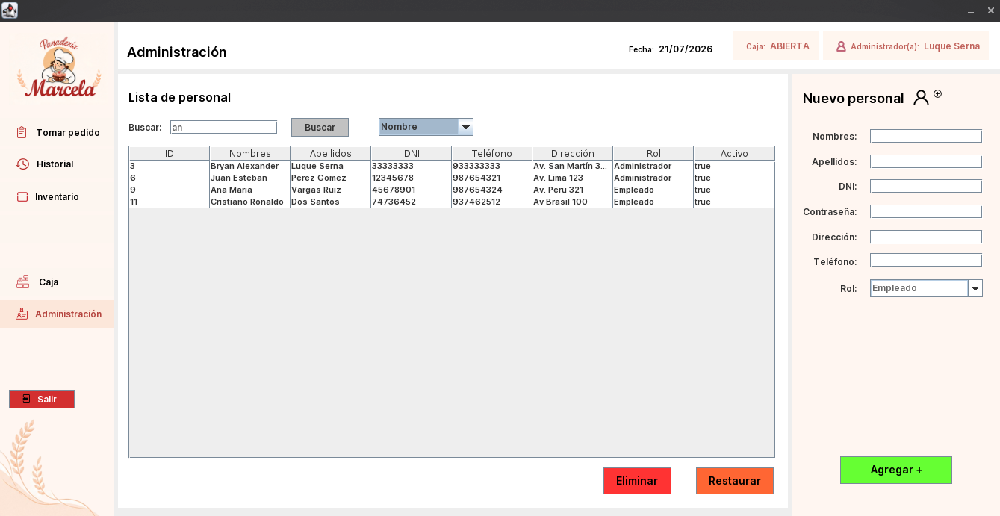 Panadería
Marcela
Tomar pedido
Historial
Inventario
Caja
Administración
Salir
Administración
Fecha: 21/07/2026
Caja: ABIERTA
Administrador(a): Luque Serna
Lista de personal
Buscar: an Buscar Nombre
ID Nombres Apellidos DNI Teléfono Dirección Rol Activo
3 Bryan Alexander Luque Serna 33333333 933333333 Av. San Martín 3... Administrador true
6 Juan Esteban Perez Gomez 12345678 987654321 Av. Lima 123 Administrador true
9 Ana Maria Vargas Ruiz 45678901 987654324 Av. Peru 321 Empleado true
11 Cristiano Ronaldo Dos Santos 74736452 937462512 Av Brasil 100 Empleado true
Eliminar Restaurar
Nuevo personal
Nombres:
Apellidos:
DNI:
Contraseña:
Dirección:
Teléfono:
Rol: Empleado
Agregar +